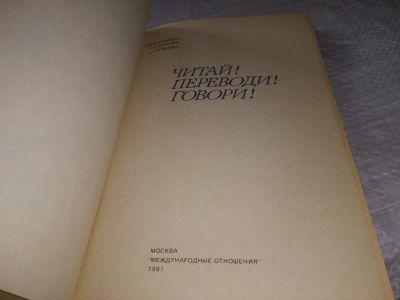 ЧИТАЙ!
ПЕРЕВОДИ!
ГОВОРИ!
МОСКВА
"МЕЖДУНАРОДНЫЕ ОТНОШЕНИЯ"
1981